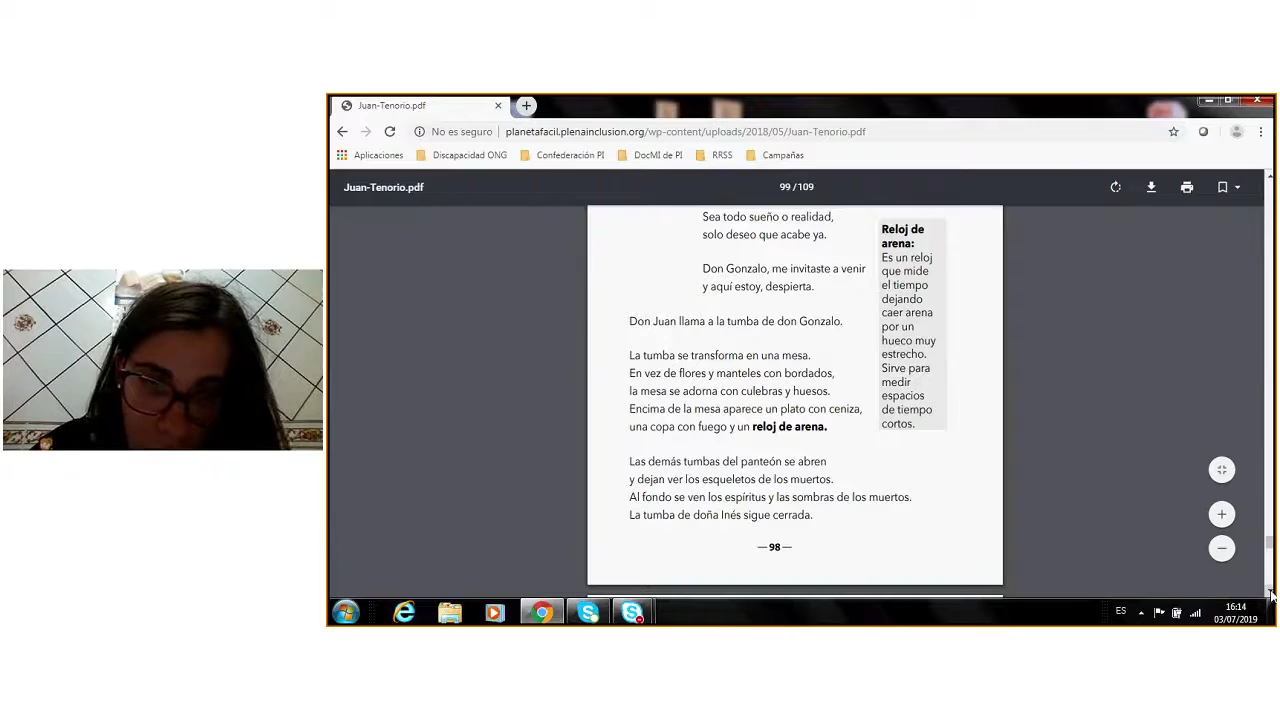 Juan-Tenorio.pdf
No es seguro
planetafacil.plenainclusion.org/wp-content/uploads/2018/05/Juan-Tenorio.pdf
Aplicaciones
Discapacidad ONG
Confederación PI
DocMI de PI
RRSS
Campañas
Juan-Tenorio.pdf
99 / 109
Sea todo sueño o realidad,
solo deseo que acabe ya.
Don Gonzalo, me invitaste a venir
y aquí estoy, despierta.
Don Juan llama a la tumba de don Gonzalo.
La tumba se transforma en una mesa.
En vez de flores y manteles con bordados,
la mesa se adorna con culebras y huesos.
Encima de la mesa aparece un plato con ceniza,
una copa con fuego y un reloj de arena.
Las demás tumbas del panteón se abren
y dejan ver los esqueletos de los muertos.
Al fondo se ven los espíritus y las sombras de los muertos.
La tumba de doña Inés sigue cerrada.
— 98 —
Reloj de
arena:
Es un reloj
que mide
el tiempo
dejando
caer arena
por un
hueco muy
estrecho.
Sirve para
medir
espacios
de tiempo
cortos.
ES
16:14
03/07/2019